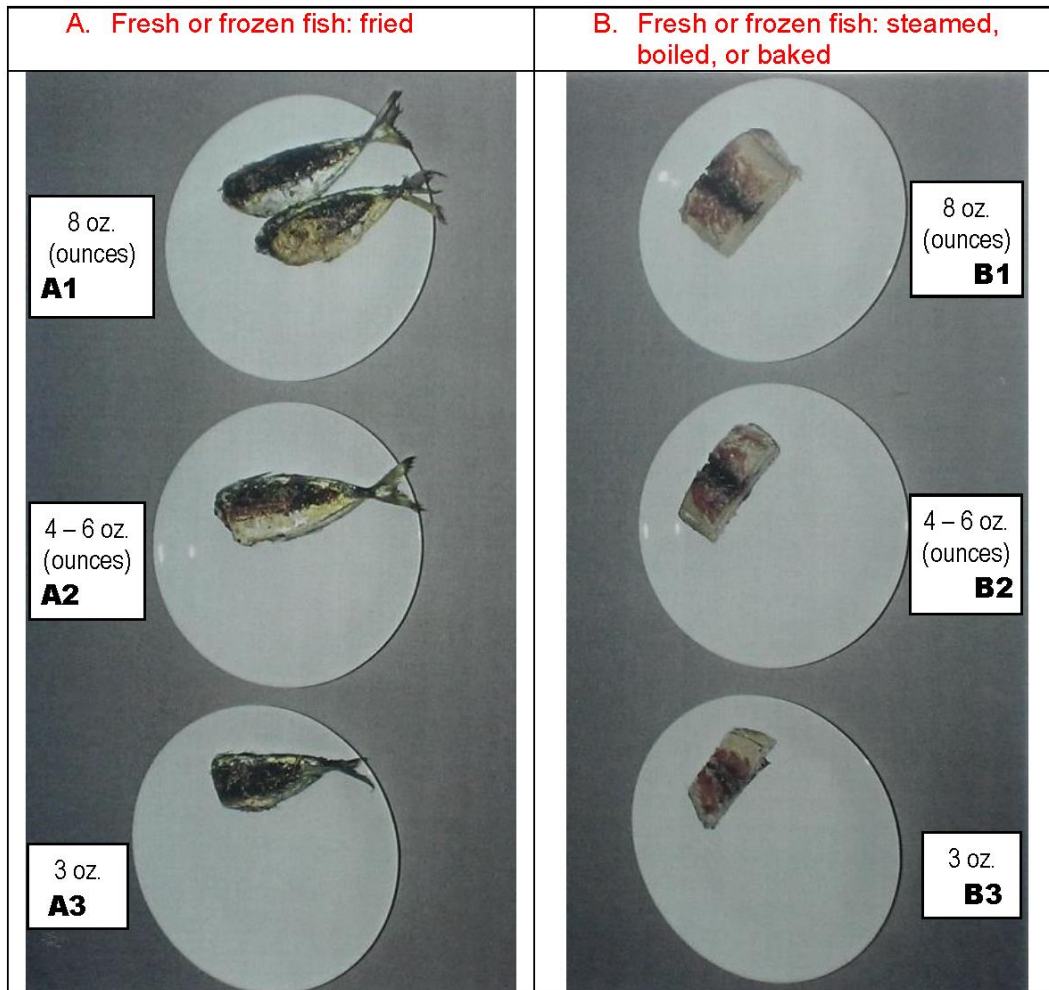 A. Fresh or frozen fish: fried
B. Fresh or frozen fish: steamed,
boiled, or baked
8 oz.
(ounces)
A1
8 oz.
(ounces)
B1
4 – 6 oz.
(ounces)
A2
4 – 6 oz.
(ounces)
B2
3 oz.
A3
3 oz.
B3